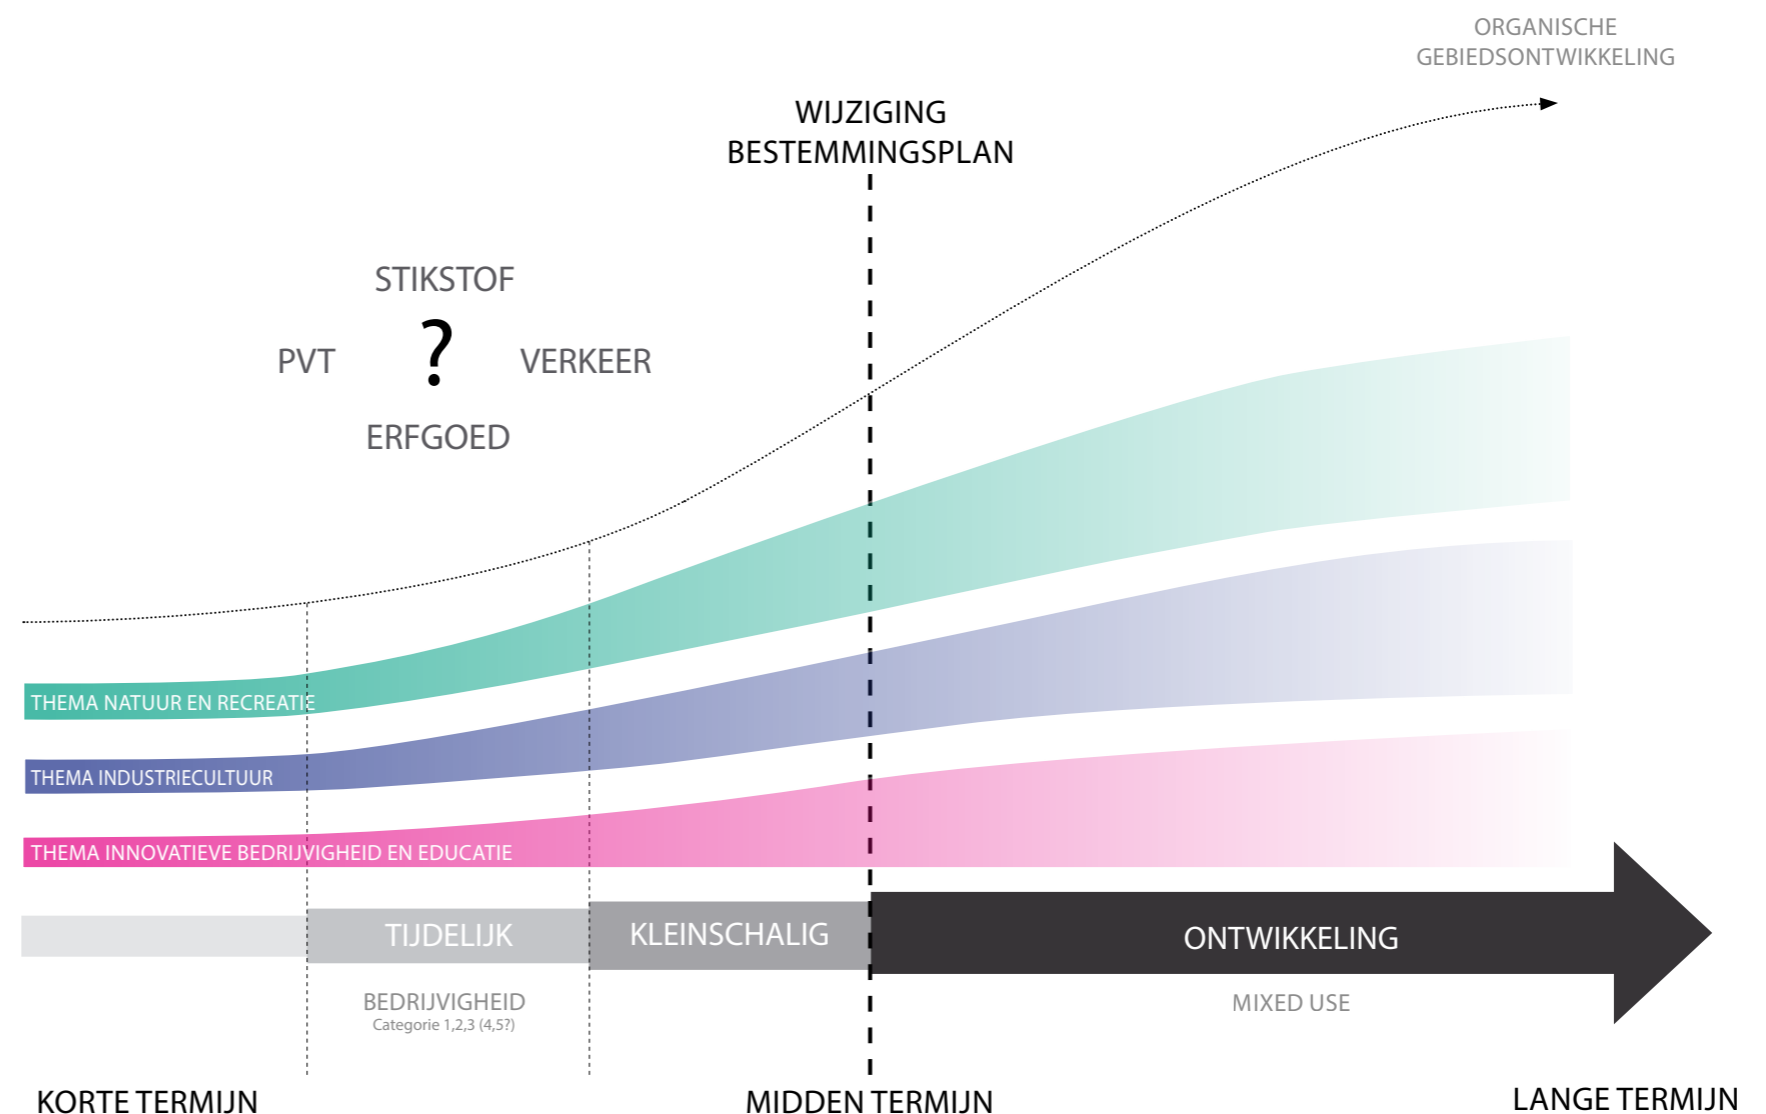 ORGANISCHE
GEBIEDSONTWIKKELING
WIJZIGING
BESTEMMINGSPLAN
STIKSTOF
PVT ? VERKEER
ERFGOED
THEMA NATUUR EN RECREATIE
THEMA INDUSTRIECULTUUR
THEMA INNOVATIEVE BEDRIJVIGHEID EN EDUCATIE
TIJDELIJK KLEINSCHALIG ONTWIKKELING
BEDRIJVIGHEID MIXED USE
Categorie 1,2,3 (4,5?)
KORTE TERMIJN MIDDEN TERMIJN LANGE TERMIJN